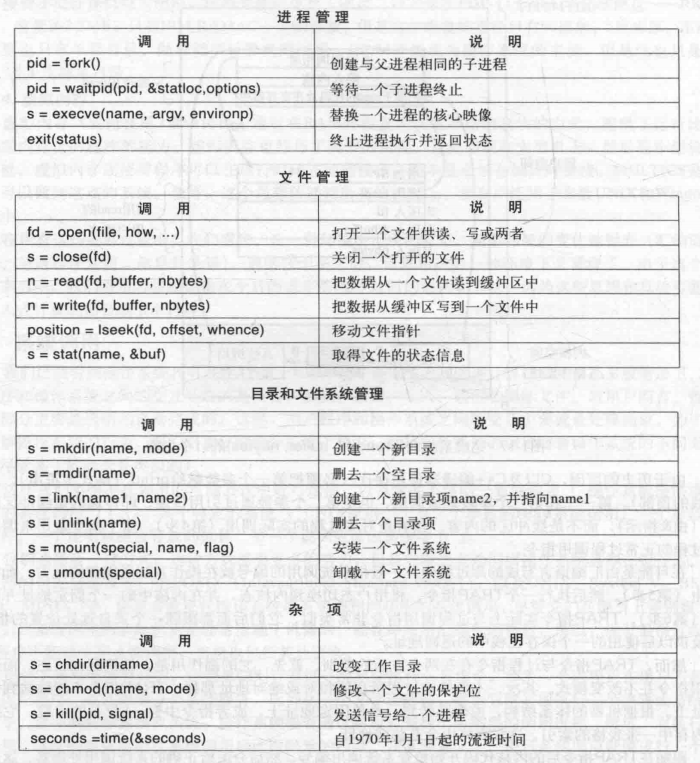 进程管理
调 用 说 明
pid = fork() 创建与父进程相同的子进程
pid = waitpid(pid, &statloc,options) 等待一个子进程终止
s = execve(name, argv, environp) 替换一个进程的核心映像
exit(status) 终止进程执行并返回状态
文件管理
调 用 说 明
fd = open(file, how, ...) 打开一个文件供读、写或两者
s = close(fd) 关闭一个打开的文件
n = read(fd, buffer, nbytes) 把数据从一个文件读到缓冲区中
n = write(fd, buffer, nbytes) 把数据从缓冲区写到一个文件中
position = lseek(fd, offset, whence) 移动文件指针
s = stat(name, &buf) 取得文件的状态信息
目录和文件系统管理
调 用 说 明
s = mkdir(name, mode) 创建一个新目录
s = rmdir(name) 删去一个空目录
s = link(name1, name2) 创建一个新目录项name2，并指向name1
s = unlink(name) 删去一个目录项
s = mount(special, name, flag) 安装一个文件系统
s = umount(special) 卸载一个文件系统
杂 项
调 用 说 明
s = chdir(dirname) 改变工作目录
s = chmod(name, mode) 修改一个文件的保护位
s = kill(pid, signal) 发送信号给一个进程
seconds =time(&seconds) 自1970年1月1日起的流逝时间